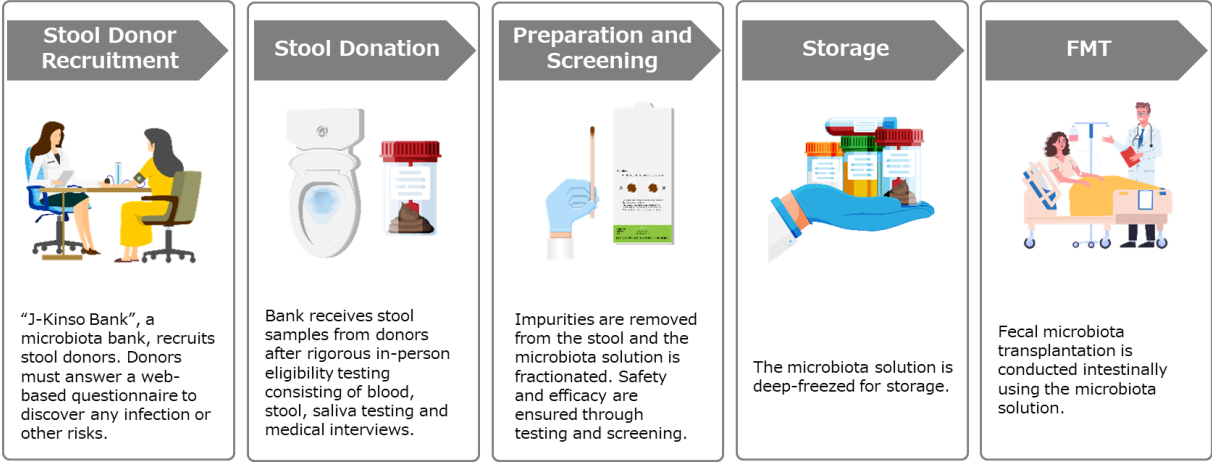 Stool Donor
Recruitment
Stool Donation
Preparation and
Screening
Storage
FMT
“J-Kinso Bank”, a
microbiota bank, recruits
stool donors. Donors
must answer a web-
based questionnaire to
discover any infection or
other risks.
Bank receives stool
samples from donors
after rigorous in-person
eligibility testing
consisting of blood,
stool, saliva testing and
medical interviews.
Impurities are removed
from the stool and the
microbiota solution is
fractionated. Safety
and efficacy are
ensured through
testing and screening.
The microbiota solution is
deep-freezed for storage.
Fecal microbiota
transplantation is
conducted intestinally
using the microbiota
solution.